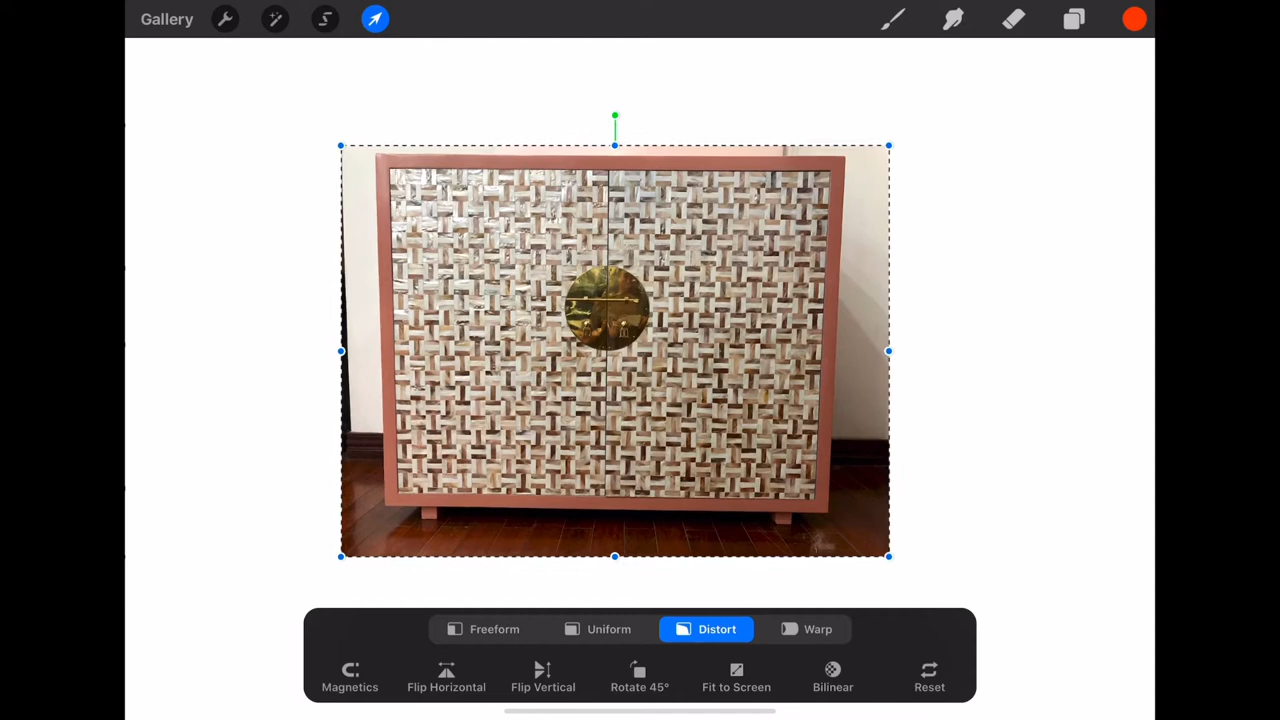 Gallery
Freeform Uniform Distort Warp
Magnetics Flip Horizontal Flip Vertical Rotate 45° Fit to Screen Bilinear Reset